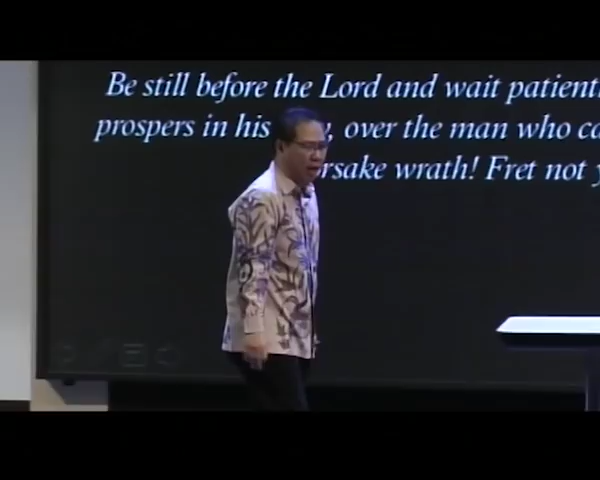 Be still before the Lord and wait patient
prospers in his , over the man who ca
rsake wrath! Fret not y